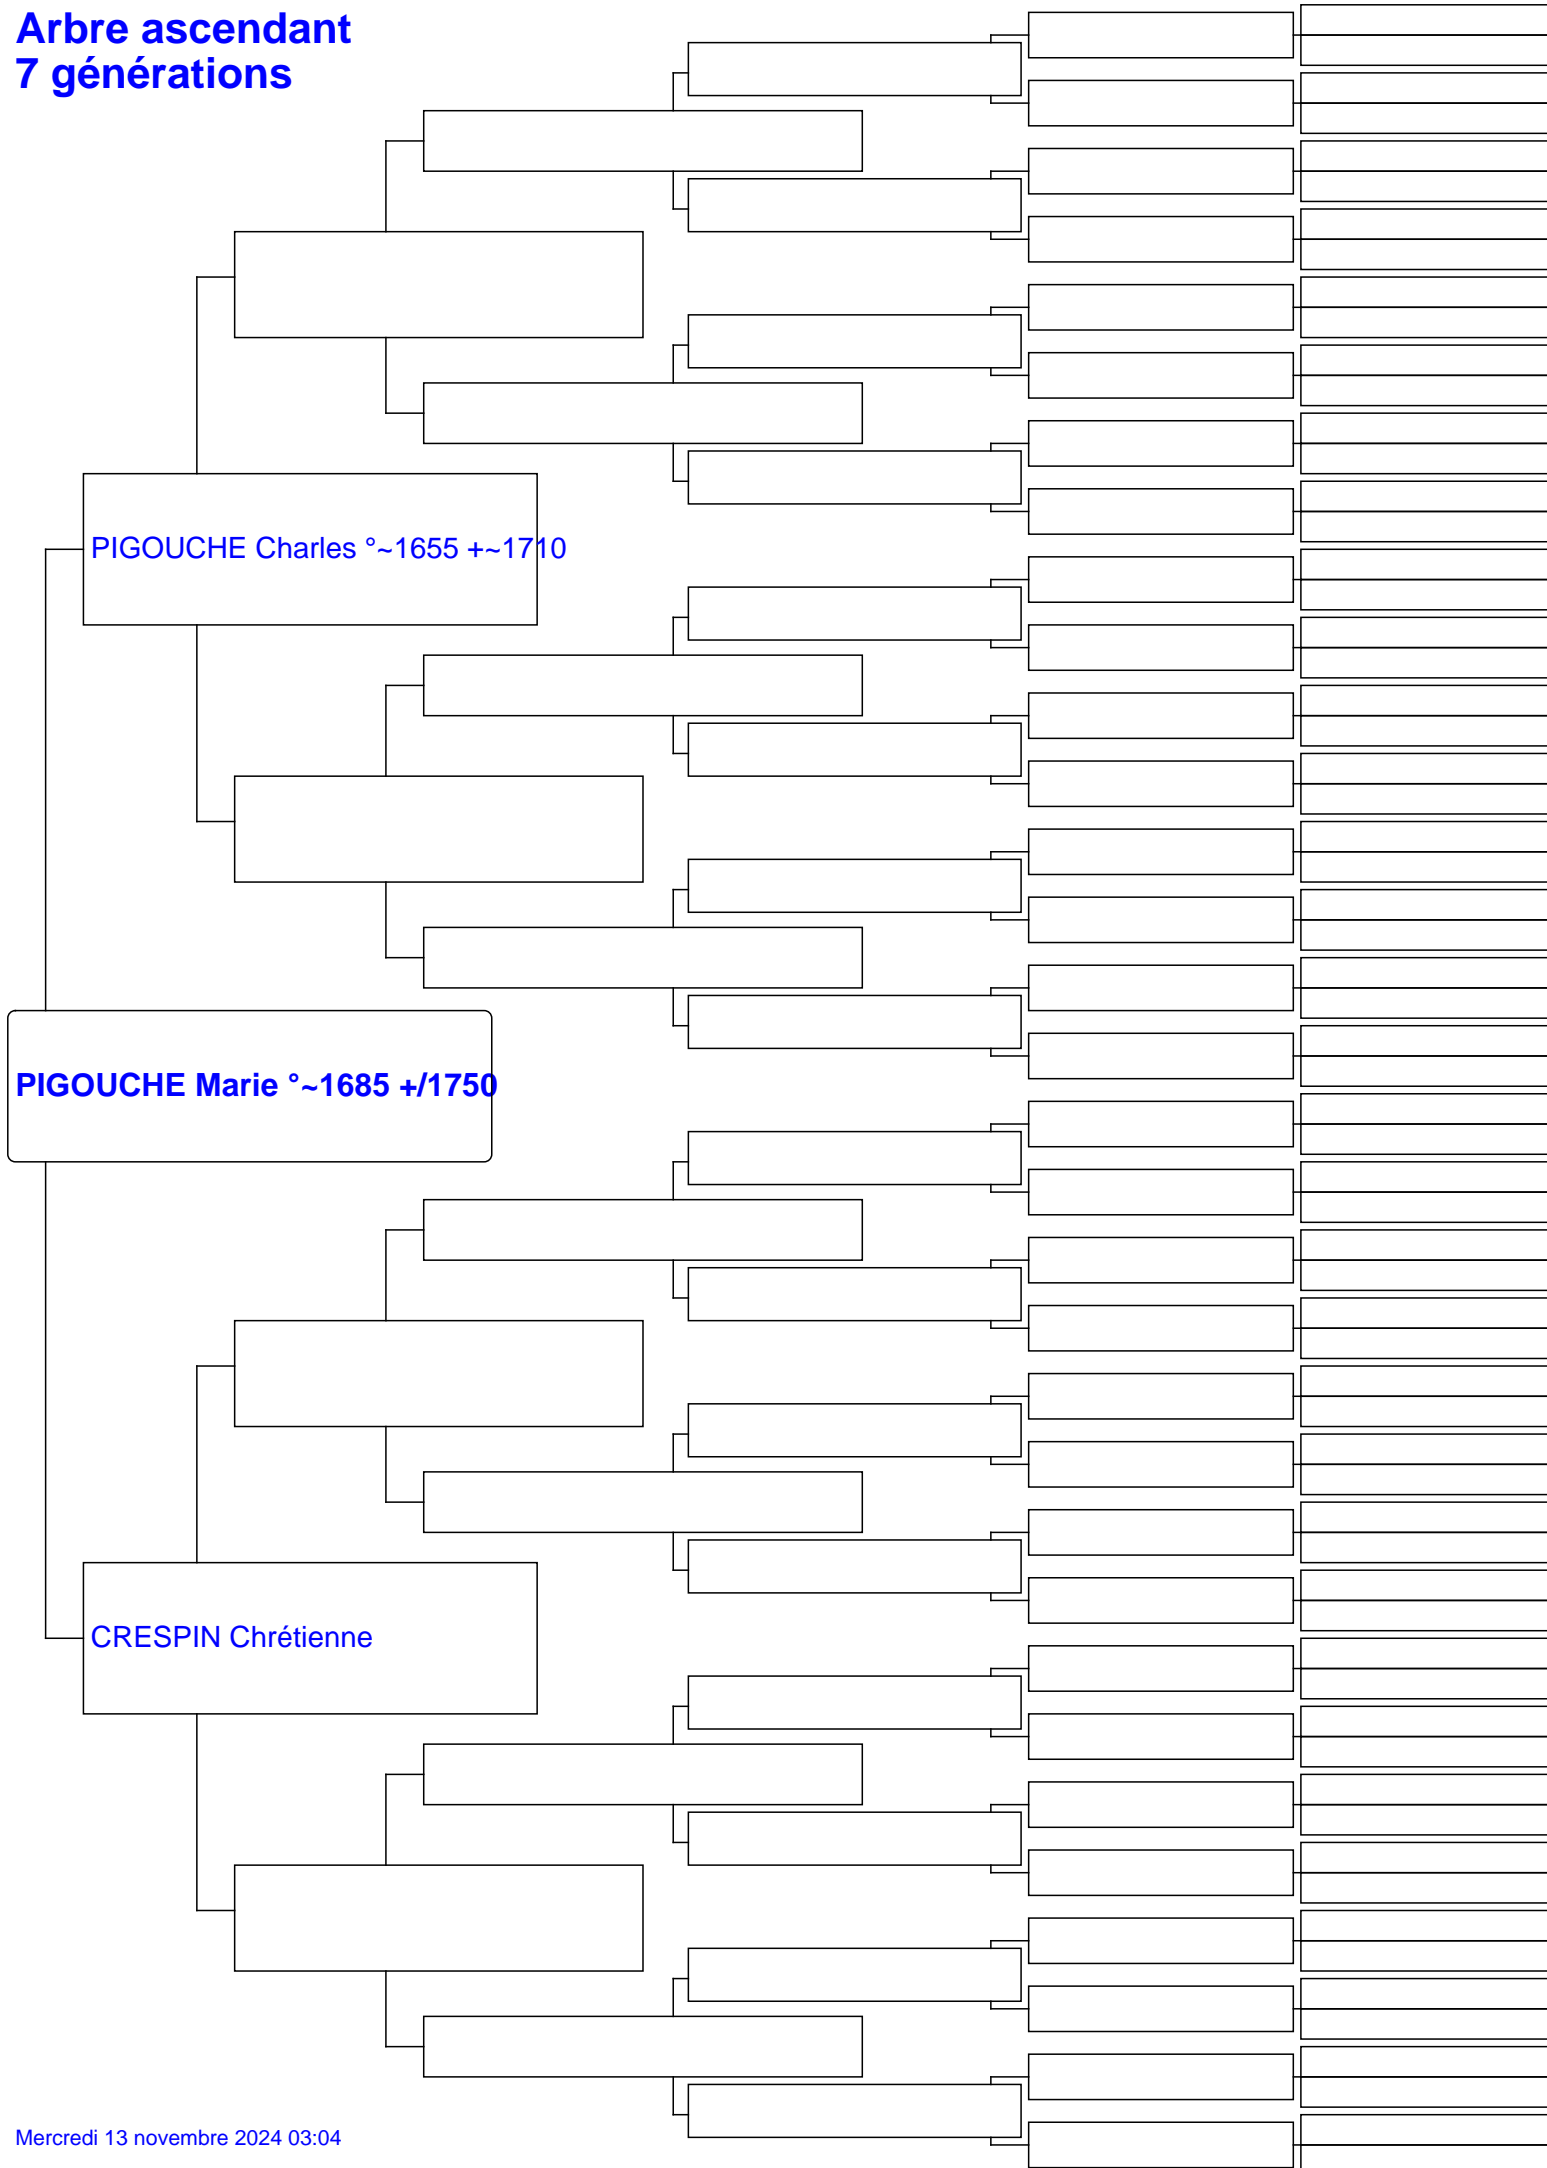 Arbre ascendant
7 générations
PIGOUCHE Charles °~1655 +~1710
PIGOUCHE Marie °~1685 +/1750
CRESPIN Chrétienne
Mercredi 13 novembre 2024 03:04